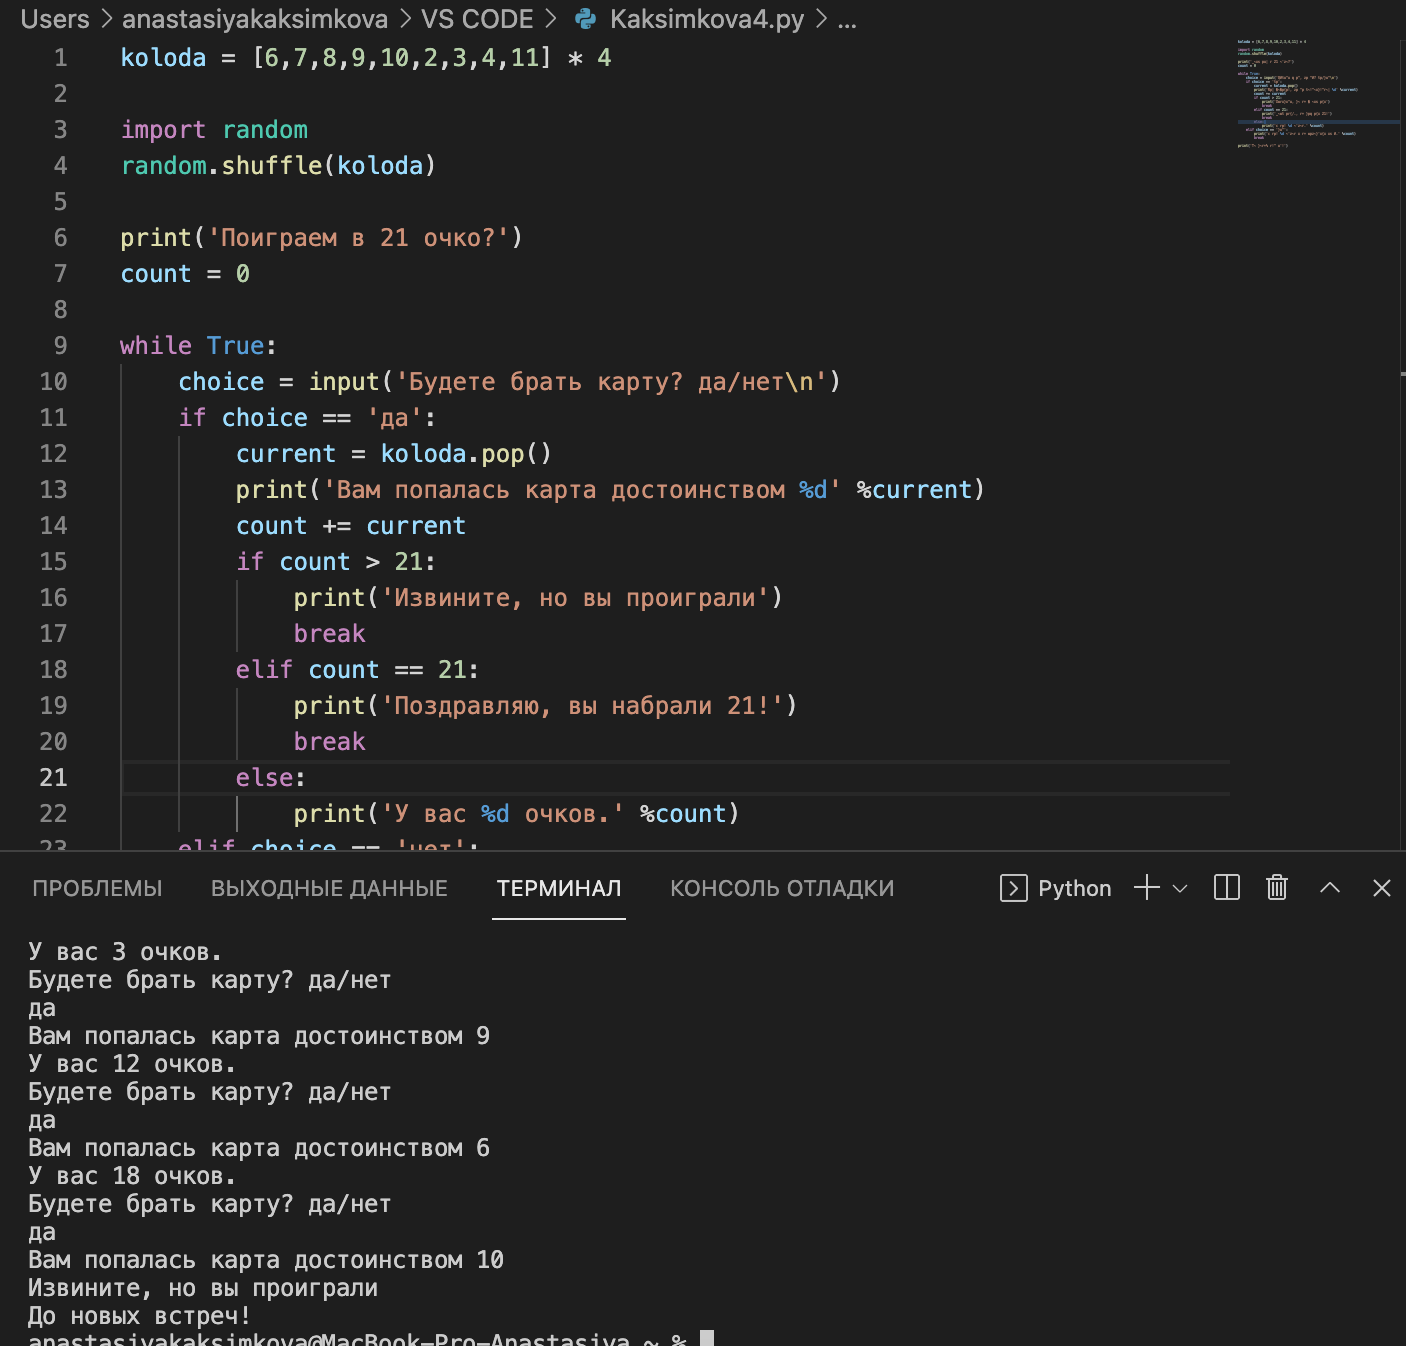 Users > anastasiyakaksimkova > VS CODE > Kaksimkova4.py > ...
1 koloda = [6,7,8,9,10,2,3,4,11] * 4
2
3 import random
4 random.shuffle(koloda)
5
6 print('Поиграем в 21 очко?')
7 count = 0
8
9 while True:
10 choice = input('Будете брать карту? да/нет\n')
11 if choice == 'да':
12 current = koloda.pop()
13 print('Вам попалась карта достоинством %d' %current)
14 count += current
15 if count > 21:
16 print('Извините, но вы проиграли')
17 break
18 elif count == 21:
19 print('Поздравляю, вы набрали 21!')
20 break
21 else:
22 print('У вас %d очков.' %count)
23 elif choice == 'нет':
ПРОБЛЕМЫ ВЫХОДНЫЕ ДАННЫЕ ТЕРМИНАЛ КОНСОЛЬ ОТЛАДКИ Python
У вас 3 очков.
Будете брать карту? да/нет
да
Вам попалась карта достоинством 9
У вас 12 очков.
Будете брать карту? да/нет
да
Вам попалась карта достоинством 6
У вас 18 очков.
Будете брать карту? да/нет
да
Вам попалась карта достоинством 10
Извините, но вы проиграли
До новых встреч!
anastasiyakaksimkova@MacBook-Pro-Anastasiya ~ %